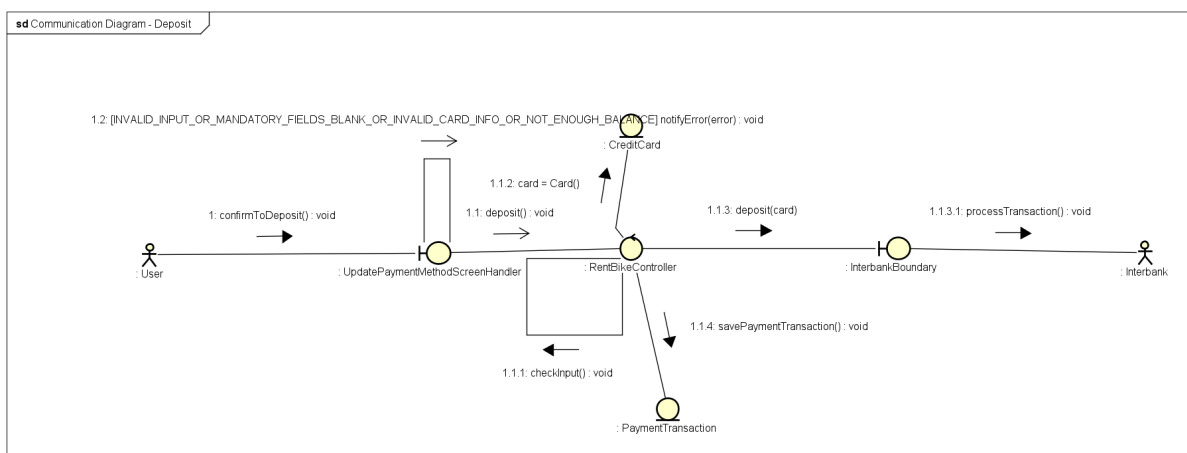 sd Communication Diagram - Deposit
1.2: [INVALID_INPUT_OR_MANDATORY_FIELDS_BLANK_OR_INVALID_CARD_INFO_OR_NOT_ENOUGH_BALANCE] notifyError(error) : void
: CreditCard
1.1.2: card = Card()
1: confirmToDeposit() : void
1.1: deposit() : void
1.1.3: deposit(card)
1.1.3.1: processTransaction() : void
: User
: UpdatePaymentMethodScreenHandler
: RentBikeController
: InterbankBoundary
: Interbank
1.1.4: savePaymentTransaction() : void
1.1.1: checkInput() : void
: PaymentTransaction